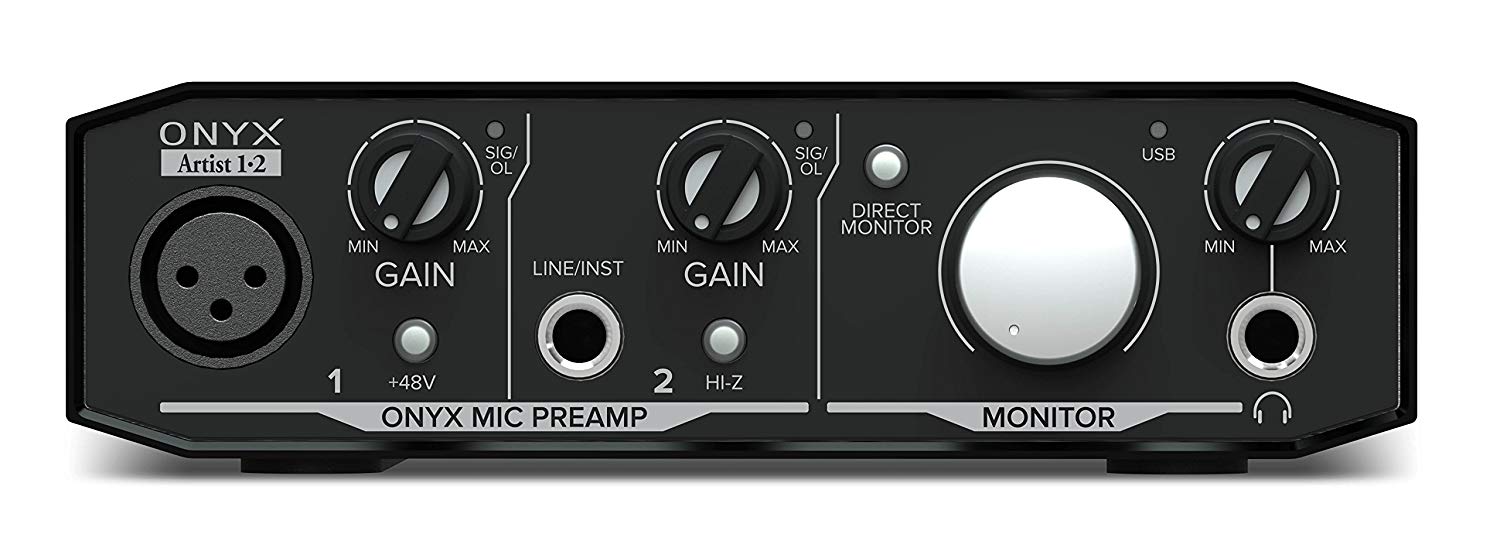 ONYX
Artist 1•2
SIG/
OL
MIN
MAX
GAIN
+48V
1
LINE/INST
SIG/
OL
MIN
MAX
GAIN
2
HI-Z
ONYX MIC PREAMP
DIRECT
MONITOR
USB
MIN
MAX
MONITOR